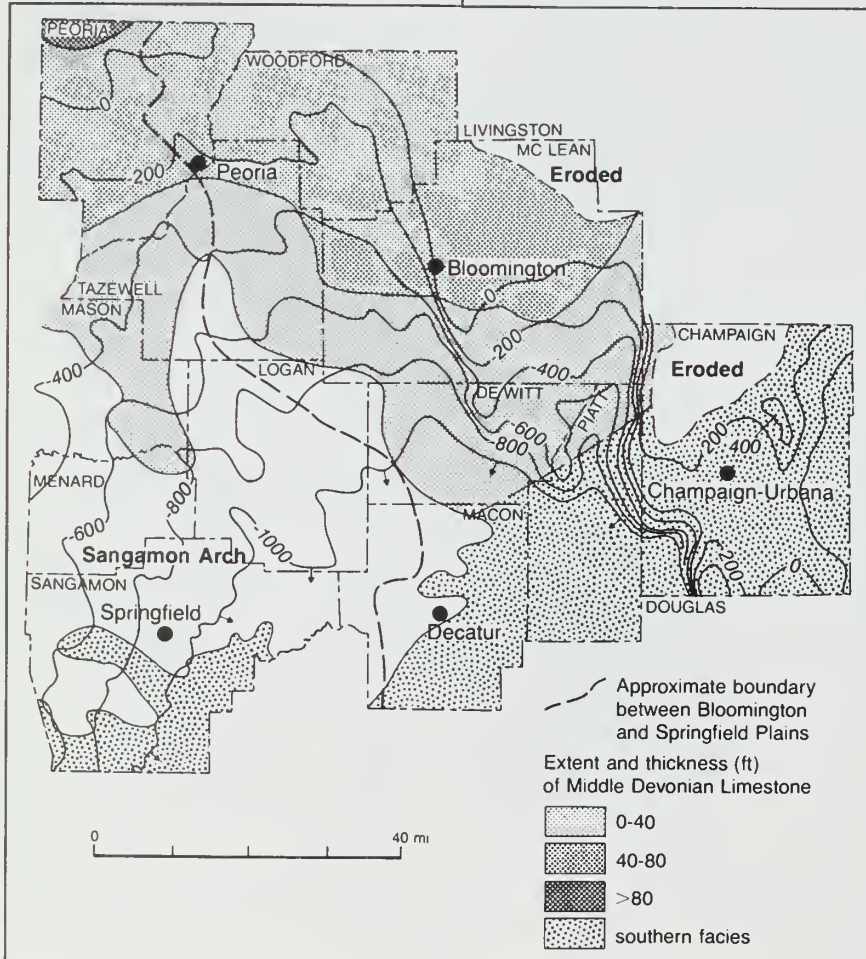 PEORIA
WOODFORD
0
LIVINGSTON
MC LEAN
-200
Peoria
Eroded
Bloomington
TAZEWELL
MASON
0
-200
CHAMPAIGN
-400
LOGAN
-400
Eroded
DE WITT
PIATT
-600
-800
200
400
MENARD
-800
Champaign-Urbana
-600
-1000
MACON
Sangamon Arch
SANGAMON
-200
0
Springfield
Decatur
DOUGLAS
Approximate boundary
between Bloomington
and Springfield Plains
Extent and thickness (ft)
of Middle Devonian Limestone
0-40
40-80
>80
southern facies
0 40 mi